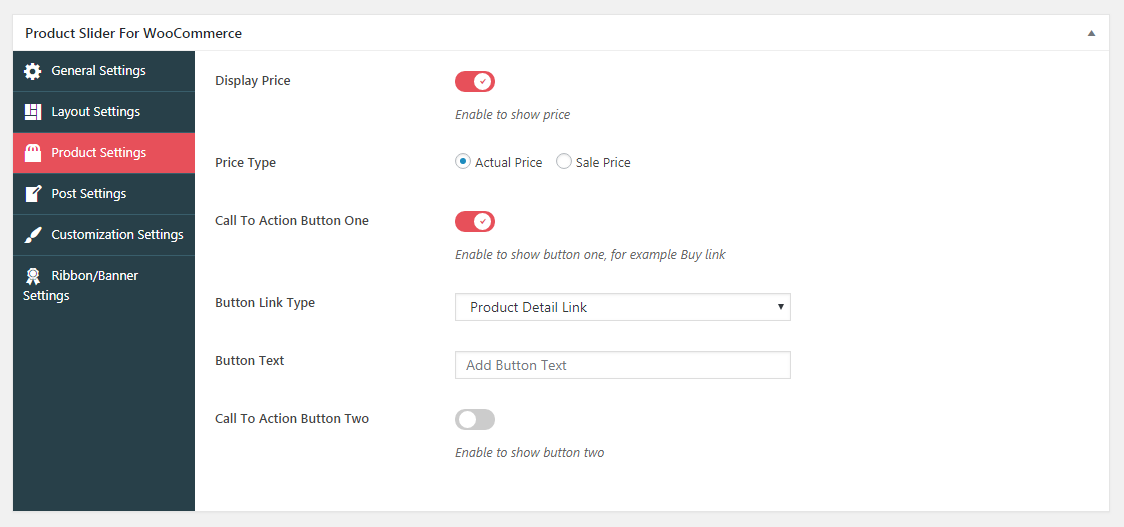 Product Slider For WooCommerce
General Settings
Layout Settings
Product Settings
Post Settings
Customization Settings
Ribbon/Banner
Settings
Display Price
Enable to show price
Price Type
Actual Price Sale Price
Call To Action Button One
Enable to show button one, for example Buy link
Button Link Type
Product Detail Link
Button Text
Add Button Text
Call To Action Button Two
Enable to show button two